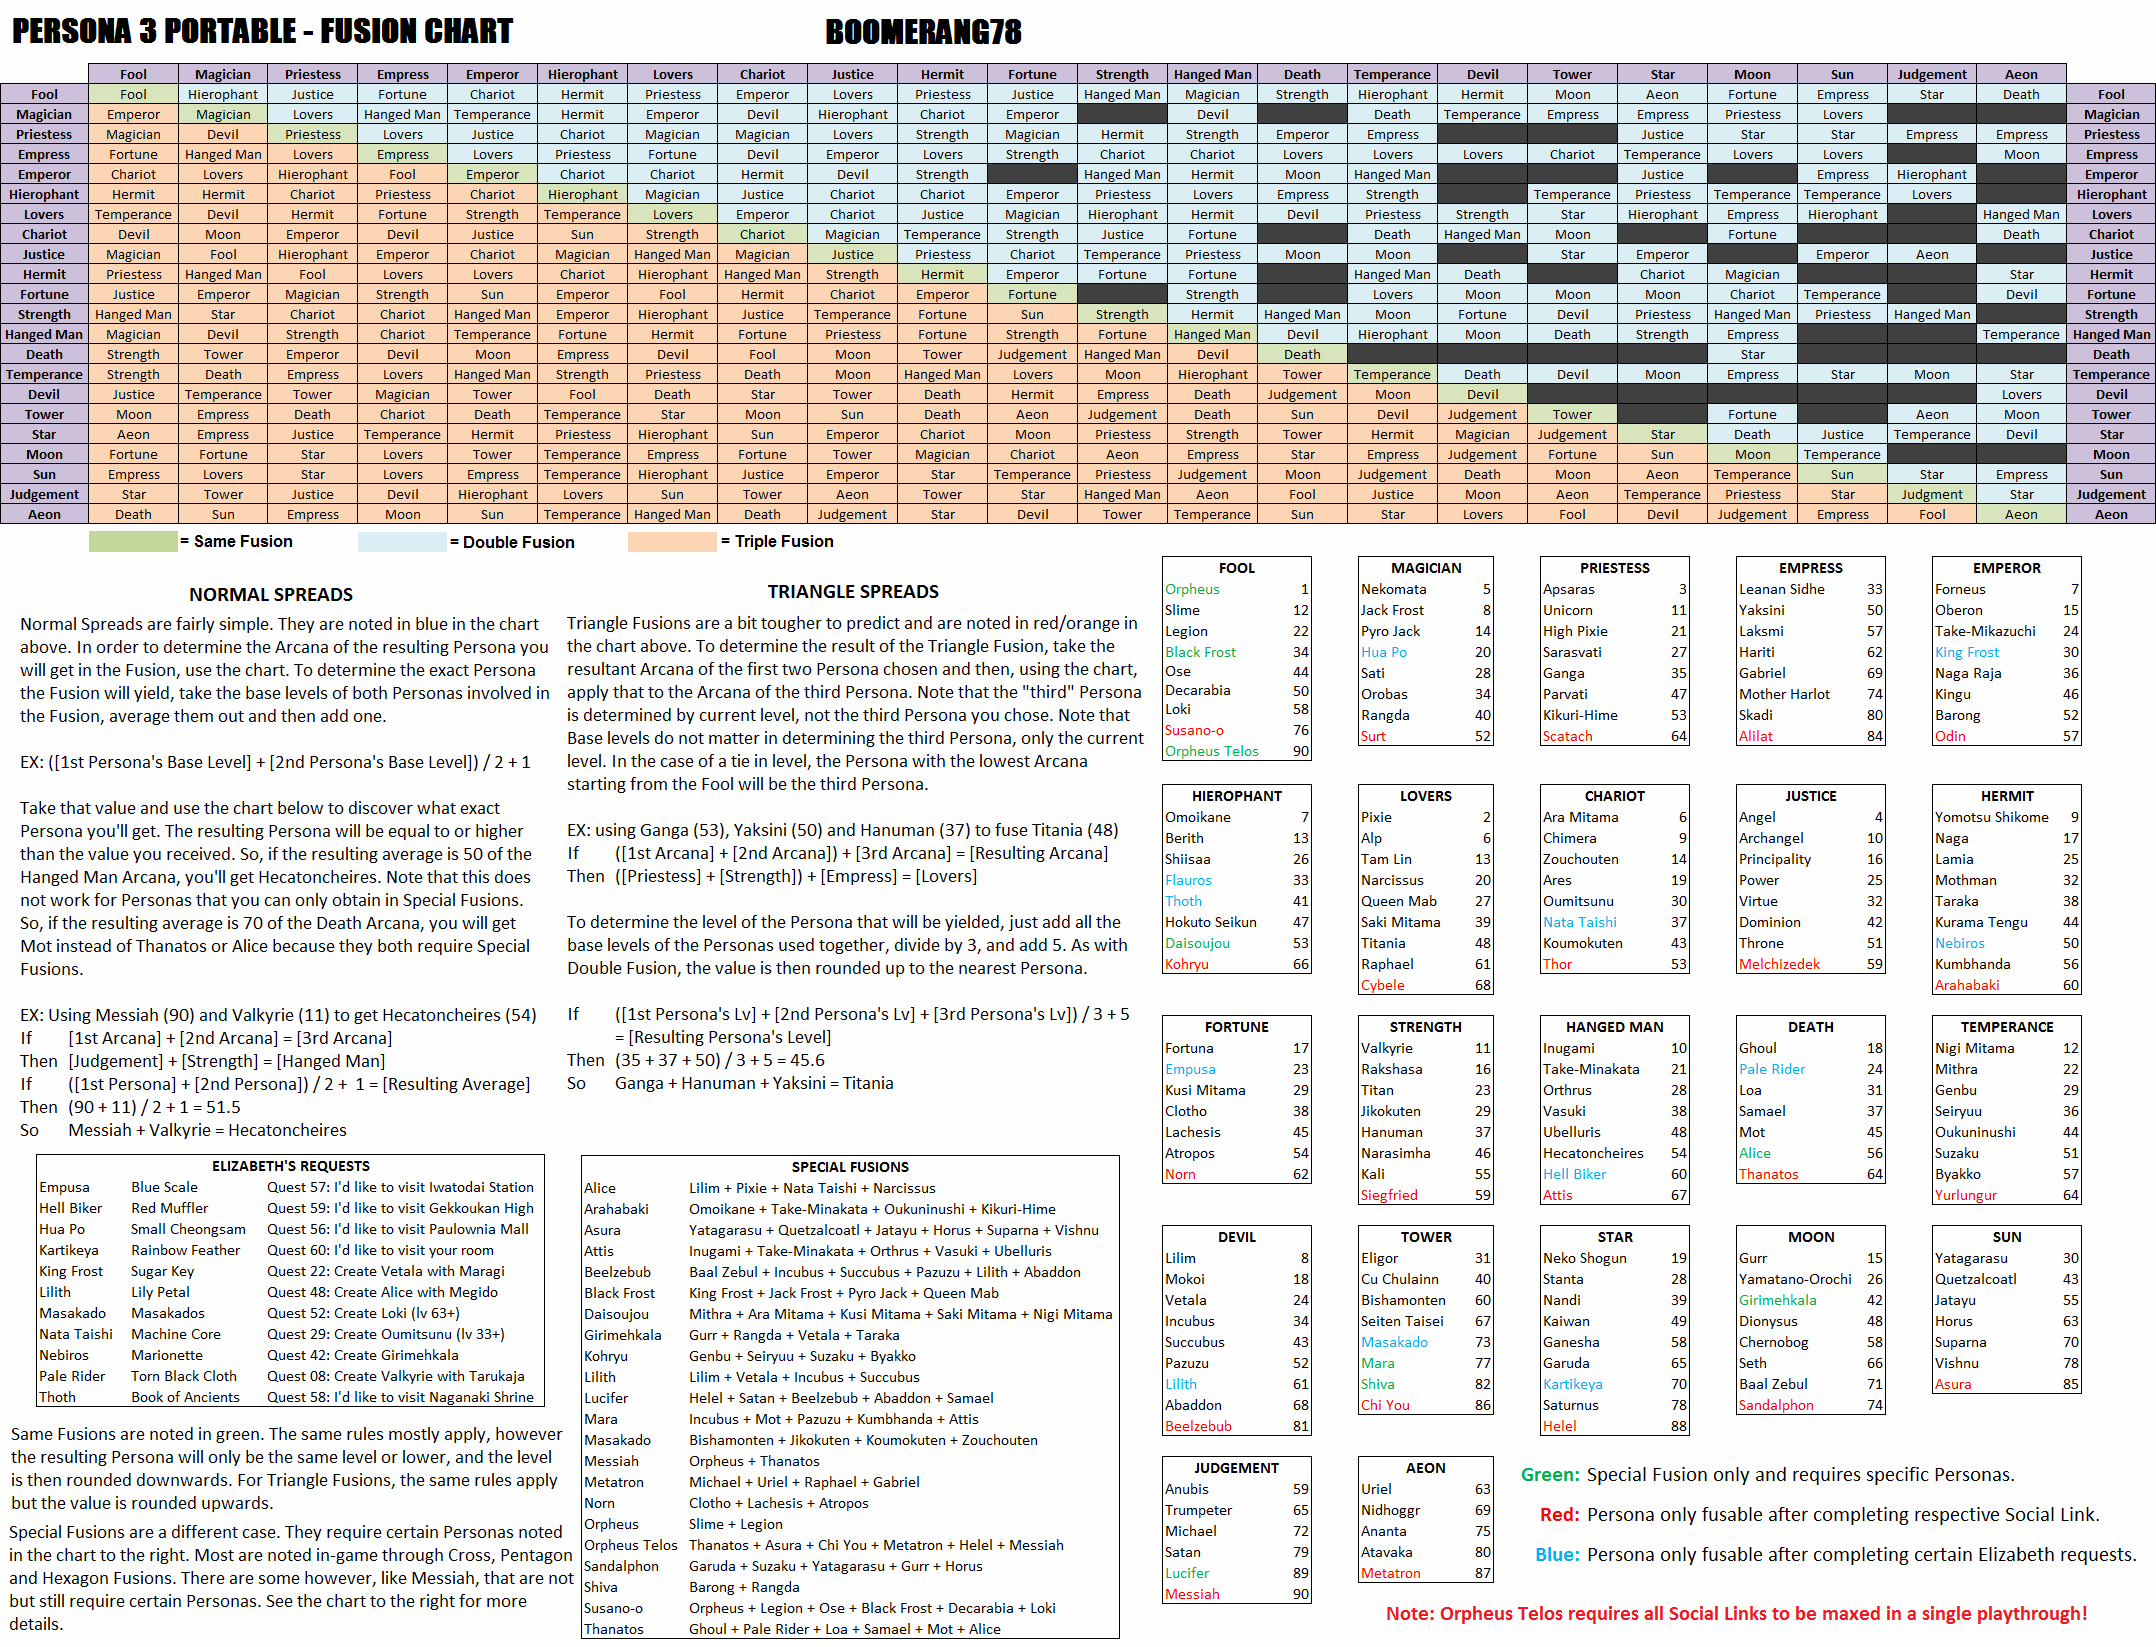 PERSONA 3 PORTABLE - FUSION CHART BOOMERANG78
Fool Magician Priestess Empress Emperor Hierophant Lovers Chariot Justice Hermit Fortune Strength Hanged Man Death Temperance Devil Tower Star Moon Sun Judgement Aeon
Fool Fool Hierophant Justice Fortune Chariot Hermit Priestess Emperor Lovers Priestess Justice Hanged Man Magician Strength Hierophant Hermit Moon Aeon Fortune Empress Star Death Fool
Magician Emperor Magician Lovers Hanged Man Temperance Hermit Emperor Devil Hierophant Chariot Emperor Devil Death Temperance Empress Empress Priestess Lovers Magician
Priestess Magician Devil Priestess Lovers Justice Chariot Magician Magician Lovers Strength Magician Hermit Strength Emperor Empress Justice Star Star Empress Empress Priestess
Empress Fortune Hanged Man Lovers Empress Lovers Priestess Fortune Devil Emperor Lovers Strength Chariot Chariot Lovers Lovers Lovers Chariot Temperance Lovers Lovers Moon Empress
Emperor Chariot Lovers Hierophant Fool Emperor Chariot Chariot Hermit Devil Strength Hanged Man Hermit Moon Hanged Man Justice Empress Hierophant Emperor
Hierophant Hermit Hermit Chariot Priestess Chariot Hierophant Magician Justice Chariot Chariot Emperor Priestess Lovers Empress Strength Temperance Priestess Temperance Temperance Lovers Hierophant
Lovers Temperance Devil Hermit Fortune Strength Temperance Lovers Emperor Chariot Justice Magician Hierophant Hermit Devil Priestess Strength Star Hierophant Empress Hierophant Hanged Man Lovers
Chariot Devil Moon Emperor Devil Justice Sun Strength Chariot Magician Temperance Strength Justice Fortune Death Hanged Man Moon Fortune Death Chariot
Justice Magician Fool Hierophant Emperor Chariot Magician Hanged Man Magician Justice Priestess Chariot Temperance Priestess Moon Moon Star Emperor Emperor Aeon Justice
Hermit Priestess Hanged Man Fool Lovers Lovers Chariot Hierophant Hanged Man Strength Hermit Emperor Fortune Fortune Hanged Man Death Chariot Magician Star Hermit
Fortune Justice Emperor Magician Strength Sun Emperor Fool Hermit Chariot Emperor Fortune Strength Lovers Moon Moon Moon Chariot Temperance Devil Fortune
Strength Hanged Man Star Chariot Chariot Hanged Man Emperor Hierophant Justice Temperance Fortune Sun Strength Hermit Hanged Man Moon Fortune Devil Priestess Hanged Man Priestess Hanged Man Strength
Hanged Man Magician Devil Strength Chariot Temperance Fortune Hermit Fortune Priestess Fortune Strength Fortune Hanged Man Devil Hierophant Moon Death Strength Empress Temperance Hanged Man
Death Strength Tower Emperor Devil Moon Empress Devil Fool Moon Tower Judgement Hanged Man Devil Death Star Death
Temperance Strength Death Empress Lovers Hanged Man Strength Priestess Death Moon Hanged Man Lovers Moon Hierophant Tower Temperance Death Devil Moon Empress Star Moon Star Temperance
Devil Justice Temperance Tower Magician Tower Fool Death Star Tower Death Hermit Empress Death Judgement Moon Devil Lovers Devil
Tower Moon Empress Death Chariot Death Temperance Star Moon Sun Death Aeon Judgement Death Sun Devil Judgement Tower Fortune Aeon Moon Tower
Star Aeon Empress Justice Temperance Hermit Priestess Hierophant Sun Emperor Chariot Moon Priestess Strength Tower Hermit Magician Judgement Star Death Justice Temperance Devil Star
Moon Fortune Fortune Star Lovers Tower Temperance Empress Fortune Tower Magician Chariot Aeon Empress Star Empress Judgement Fortune Sun Moon Temperance Moon
Sun Empress Lovers Star Lovers Empress Temperance Hierophant Justice Emperor Star Temperance Priestess Judgement Moon Judgement Death Moon Aeon Temperance Sun Star Empress Sun
Judgement Star Tower Justice Devil Hierophant Lovers Sun Tower Aeon Tower Star Hanged Man Aeon Fool Justice Moon Aeon Temperance Priestess Star Judgment Star Judgement
Aeon Death Sun Empress Moon Sun Temperance Hanged Man Death Judgement Star Devil Tower Temperance Sun Star Lovers Fool Devil Judgement Empress Fool Aeon Aeon
= Same Fusion = Double Fusion = Triple Fusion
NORMAL SPREADS
Normal Spreads are fairly simple. They are noted in blue in the chart
above. In order to determine the Arcana of the resulting Persona you
will get in the Fusion, use the chart. To determine the exact Persona
the Fusion will yield, take the base levels of both Personas involved in
the Fusion, average them out and then add one.
EX: ([1st Persona's Base Level] + [2nd Persona's Base Level]) / 2 + 1
Take that value and use the chart below to discover what exact
Persona you'll get. The resulting Persona will be equal to or higher
than the value you received. So, if the resulting average is 50 of the
Hanged Man Arcana, you'll get Hecatoncheires. Note that this does
not work for Personas that you can only obtain in Special Fusions.
So, if the resulting average is 70 of the Death Arcana, you will get
Mot instead of Thanatos or Alice because they both require Special
Fusions.
EX: Using Messiah (90) and Valkyrie (11) to get Hecatoncheires (54)
If [1st Arcana] + [2nd Arcana] = [3rd Arcana]
Then [Judgement] + [Strength] = [Hanged Man]
If ([1st Persona] + [2nd Persona]) / 2 + 1 = [Resulting Average]
Then (90 + 11) / 2 + 1 = 51.5
So Messiah + Valkyrie = Hecatoncheires
TRIANGLE SPREADS
Triangle Fusions are a bit tougher to predict and are noted in red/orange in
the chart above. To determine the result of the Triangle Fusion, take the
resultant Arcana of the first two Persona chosen and then, using the chart,
apply that to the Arcana of the third Persona. Note that the "third" Persona
is determined by current level, not the third Persona you chose. Note that
Base levels do not matter in determining the third Persona, only the current
level. In the case of a tie in level, the Persona with the lowest Arcana
starting from the Fool will be the third Persona.
EX: using Ganga (53), Yaksini (50) and Hanuman (37) to fuse Titania (48)
If ([1st Arcana] + [2nd Arcana]) + [3rd Arcana] = [Resulting Arcana]
Then ([Priestess] + [Strength]) + [Empress] = [Lovers]
To determine the level of the Persona that will be yielded, just add all the
base levels of the Personas used together, divide by 3, and add 5. As with
Double Fusion, the value is then rounded up to the nearest Persona.
If ([1st Persona's Lv] + [2nd Persona's Lv] + [3rd Persona's Lv]) / 3 + 5
= [Resulting Persona's Level]
Then (35 + 37 + 50) / 3 + 5 = 45.6
So Ganga + Hanuman + Yaksini = Titania
ELIZABETH'S REQUESTS
Empusa Blue Scale Quest 57: I'd like to visit Iwatodai Station
Hell Biker Red Muffler Quest 59: I'd like to visit Gekkoukan High
Hua Po Small Cheongsam Quest 56: I'd like to visit Paulownia Mall
Kartikeya Rainbow Feather Quest 60: I'd like to visit your room
King Frost Sugar Key Quest 22: Create Vetala with Maragi
Lilith Lily Petal Quest 48: Create Alice with Megido
Masakado Masakados Quest 52: Create Loki (lv 63+)
Nata Taishi Machine Core Quest 29: Create Oumitsunu (lv 33+)
Nebiros Marionette Quest 42: Create Girimehkala
Pale Rider Torn Black Cloth Quest 08: Create Valkyrie with Tarukaja
Thoth Book of Ancients Quest 58: I'd like to visit Naganaki Shrine
Same Fusions are noted in green. The same rules mostly apply, however
the resulting Persona will only be the same level or lower, and the level
is then rounded downwards. For Triangle Fusions, the same rules apply
but the value is rounded upwards.
Special Fusions are a different case. They require certain Personas noted
in the chart to the right. Most are noted in-game through Cross, Pentagon
and Hexagon Fusions. There are some however, like Messiah, that are not
but still require certain Personas. See the chart to the right for more
details.
SPECIAL FUSIONS
Alice Lilim + Pixie + Nata Taishi + Narcissus
Arahabaki Omoikane + Take-Minakata + Oukuninushi + Kikuri-Hime
Asura Yatagarasu + Quetzalcoatl + Jatayu + Horus + Suparna + Vishnu
Attis Inugami + Take-Minakata + Orthrus + Vasuki + Ubelluris
Beelzebub Baal Zebul + Incubus + Succubus + Pazuzu + Lilith + Abaddon
Black Frost King Frost + Jack Frost + Pyro Jack + Queen Mab
Daisoujou Mithra + Ara Mitama + Kusi Mitama + Saki Mitama + Nigi Mitama
Girimehkala Gurr + Rangda + Vetala + Taraka
Kohryu Genbu + Seiryuu + Suzaku + Byakko
Lilith Lilim + Vetala + Incubus + Succubus
Lucifer Helel + Satan + Beelzebub + Abaddon + Samael
Mara Incubus + Mot + Pazuzu + Kumbhanda + Attis
Masakado Bishamonten + Jikokuten + Koumokuten + Zouchouten
Messiah Orpheus + Thanatos
Metatron Michael + Uriel + Raphael + Gabriel
Norn Clotho + Lachesis + Atropos
Orpheus Slime + Legion
Orpheus Telos Thanatos + Asura + Chi You + Metatron + Helel + Messiah
Sandalphon Garuda + Suzaku + Yatagarasu + Gurr + Horus
Shiva Barong + Rangda
Susano-o Orpheus + Legion + Ose + Black Frost + Decarabia + Loki
Thanatos Ghoul + Pale Rider + Loa + Samael + Mot + Alice
FOOL
Orpheus 1
Slime 12
Legion 22
Black Frost 34
Ose 44
Decarabia 50
Loki 58
Susano-o 76
Orpheus Telos 90
MAGICIAN
Nekomata 5
Jack Frost 8
Pyro Jack 14
Hua Po 20
Sati 28
Orobas 34
Rangda 40
Surt 52
PRIESTESS
Apsaras 3
Unicorn 11
High Pixie 21
Sarasvati 27
Ganga 35
Parvati 47
Kikuri-Hime 53
Scatach 64
EMPRESS
Leanan Sidhe 33
Yaksini 50
Laksmi 57
Hariti 62
Gabriel 69
Mother Harlot 74
Skadi 80
Alilat 84
EMPEROR
Forneus 7
Oberon 15
Take-Mikazuchi 24
King Frost 30
Naga Raja 36
Kingu 46
Barong 52
Odin 57
HIEROPHANT
Omoikane 7
Berith 13
Shiisaa 26
Flauros 33
Thoth 41
Hokuto Seikun 47
Daisoujou 53
Kohryu 66
LOVERS
Pixie 2
Alp 6
Tam Lin 13
Narcissus 20
Queen Mab 27
Saki Mitama 39
Titania 48
Raphael 61
Cybele 68
CHARIOT
Ara Mitama 6
Chimera 9
Zouchouten 14
Ares 19
Oumitsunu 30
Nata Taishi 37
Koumokuten 43
Thor 53
JUSTICE
Angel 4
Archangel 10
Principality 16
Power 25
Virtue 32
Dominion 42
Throne 51
Melchizedek 59
HERMIT
Yomotsu Shikome 9
Naga 17
Lamia 25
Mothman 32
Taraka 38
Kurama Tengu 44
Nebiros 50
Kumbhanda 56
Arahabaki 60
FORTUNE
Fortuna 17
Empusa 23
Kusi Mitama 29
Clotho 38
Lachesis 45
Atropos 54
Norn 62
STRENGTH
Valkyrie 11
Rakshasa 16
Titan 23
Jikokuten 29
Hanuman 37
Narasimha 46
Kali 55
Siegfried 59
HANGED MAN
Inugami 10
Take-Minakata 21
Orthrus 28
Vasuki 38
Ubelluris 48
Hecatoncheires 54
Hell Biker 60
Attis 67
DEATH
Ghoul 18
Pale Rider 24
Loa 31
Samael 37
Mot 45
Alice 56
Thanatos 64
TEMPERANCE
Nigi Mitama 12
Mithra 22
Genbu 29
Seiryuu 36
Oukuninushi 44
Suzaku 51
Byakko 57
Yurlungur 64
DEVIL
Lilim 8
Mokoi 18
Vetala 24
Incubus 34
Succubus 43
Pazuzu 52
Lilith 61
Abaddon 68
Beelzebub 81
TOWER
Eligor 31
Cu Chulainn 40
Bishamonten 60
Seiten Taisei 67
Masakado 73
Mara 77
Shiva 82
Chi You 86
STAR
Neko Shogun 19
Stanta 28
Nandi 39
Kaiwan 49
Ganesha 58
Garuda 65
Kartikeya 70
Saturnus 78
Helel 88
MOON
Gurr 15
Yamatano-Orochi 26
Girimehkala 42
Dionysus 48
Chernobog 58
Seth 66
Baal Zebul 71
Sandalphon 74
SUN
Yatagarasu 30
Quetzalcoatl 43
Jatayu 55
Horus 63
Suparna 70
Vishnu 78
Asura 85
JUDGEMENT
Anubis 59
Trumpeter 65
Michael 72
Satan 79
Lucifer 89
Messiah 90
AEON
Uriel 63
Nidhoggr 69
Ananta 75
Atavaka 80
Metatron 87
Green: Special Fusion only and requires specific Personas.
Red: Persona only fusable after completing respective Social Link.
Blue: Persona only fusable after completing certain Elizabeth requests.
Note: Orpheus Telos requires all Social Links to be maxed in a single playthrough!